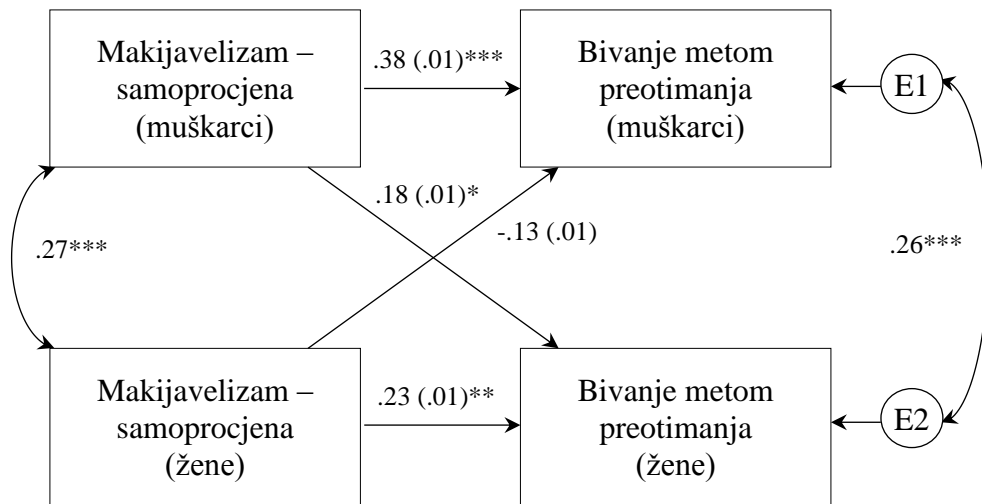 Makijavelizam –
samoprocjena
(muškarci)
.38 (.01)***
Bivanje metom
preotimanja
(muškarci)
E1
.18 (.01)*
-.13 (.01)
.27***
.26***
Makijavelizam –
samoprocjena
(žene)
.23 (.01)**
Bivanje metom
preotimanja
(žene)
E2